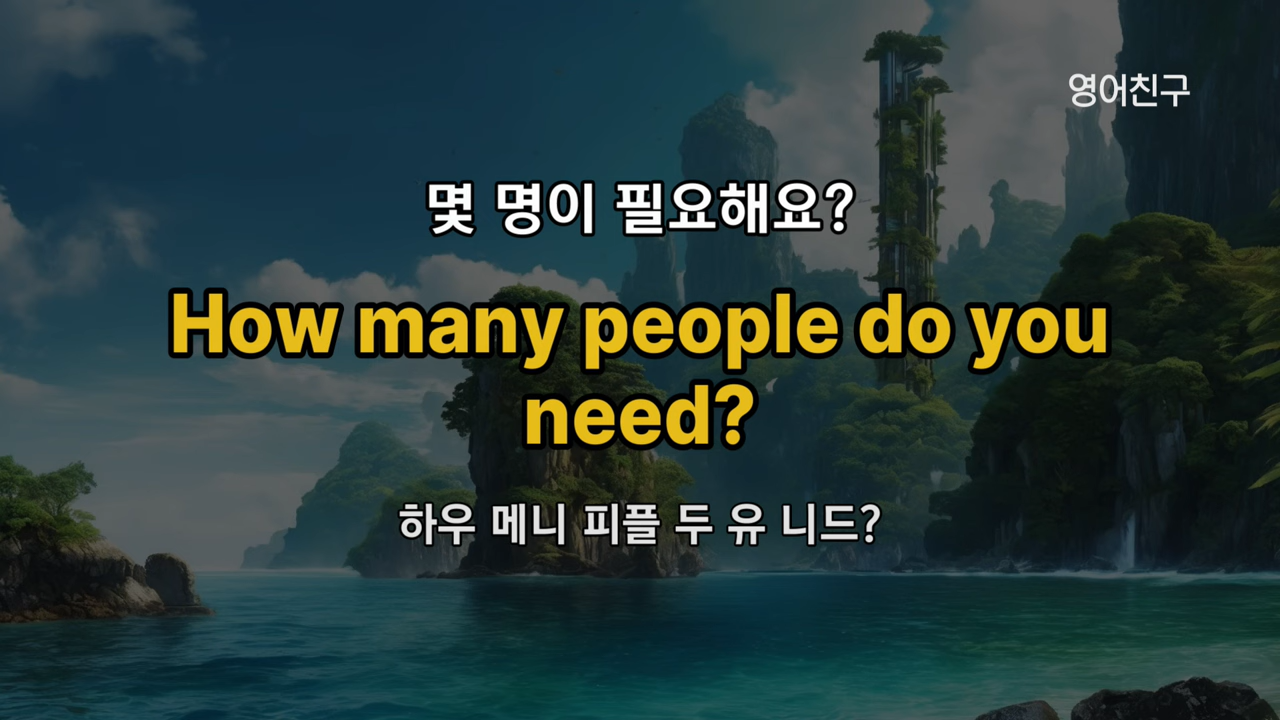 영어친구
몇 명이 필요해요?
How many people do you
need?
하우 메니 피플 두 유 니드?